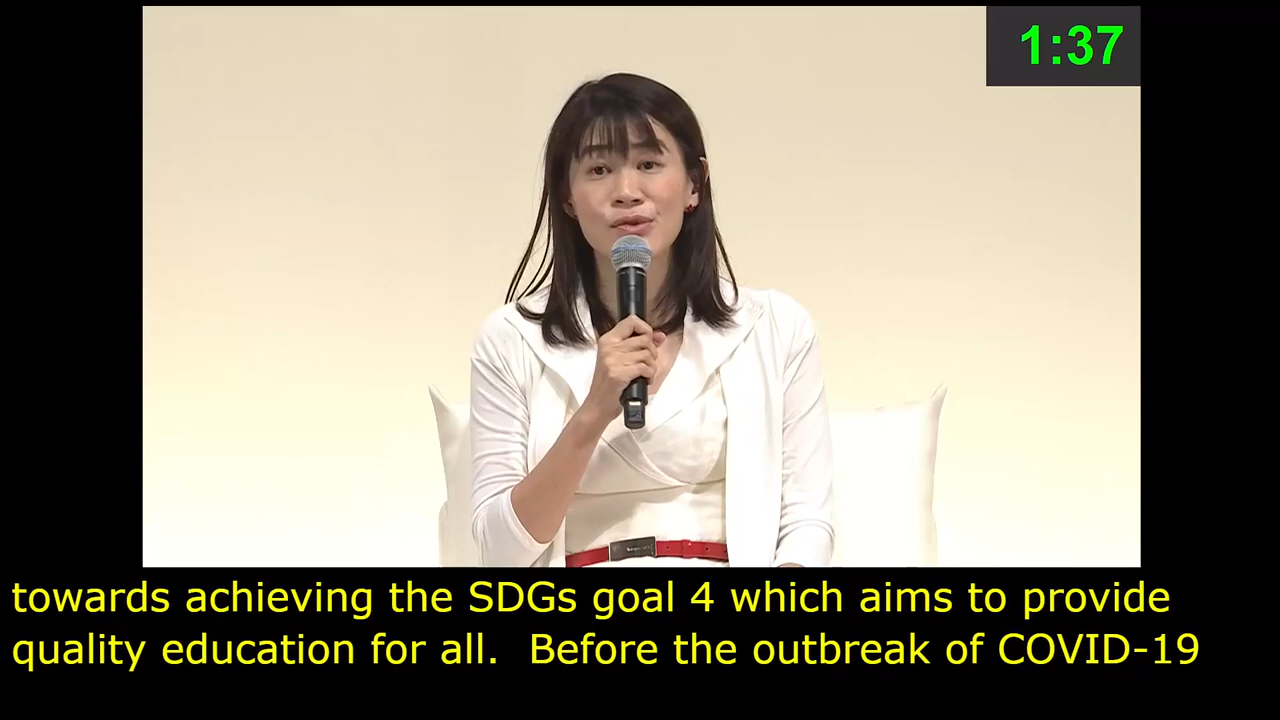 1:37
towards achieving the SDGs goal 4 which aims to provide
quality education for all.  Before the outbreak of COVID-19